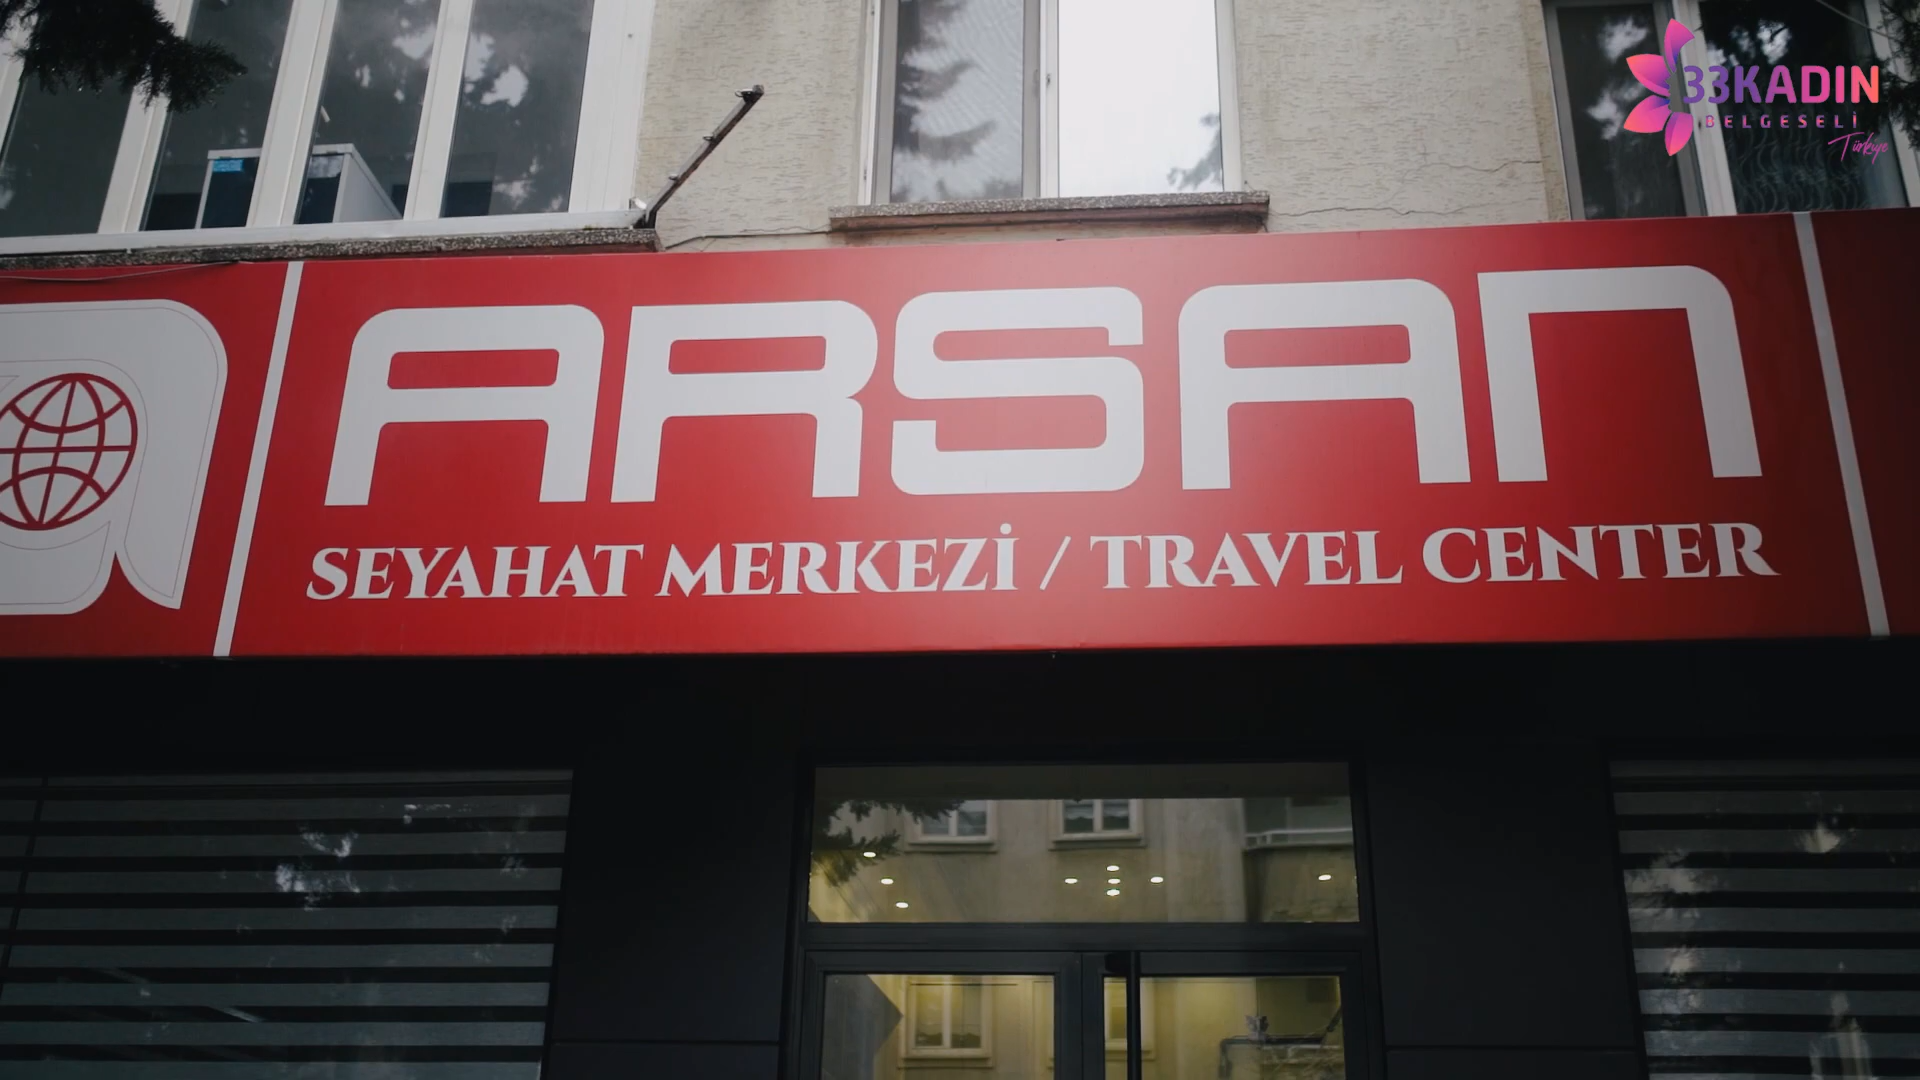 33KADIN
BELGESELİ
Türkiye
ARSAN
SEYAHAT MERKEZİ / TRAVEL CENTER